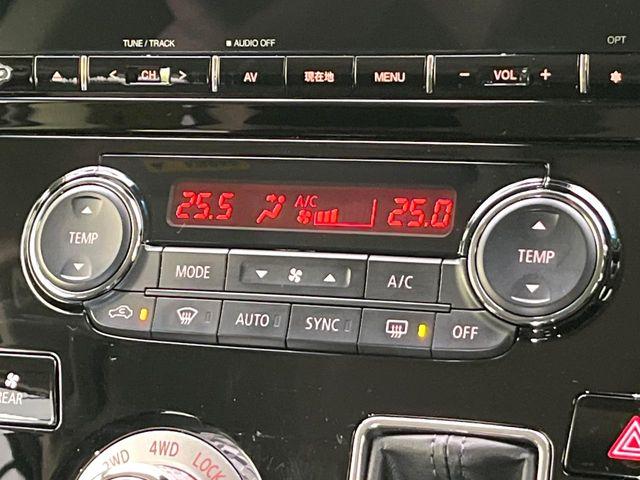 TUNE / TRACK AUDIO OFF OPT
< CH > AV 現在地 MENU − VOL +
25.5 A/C 25.0
TEMP MODE A/C TEMP
AUTO SYNC OFF
REAR
2WD 4WD LOCK